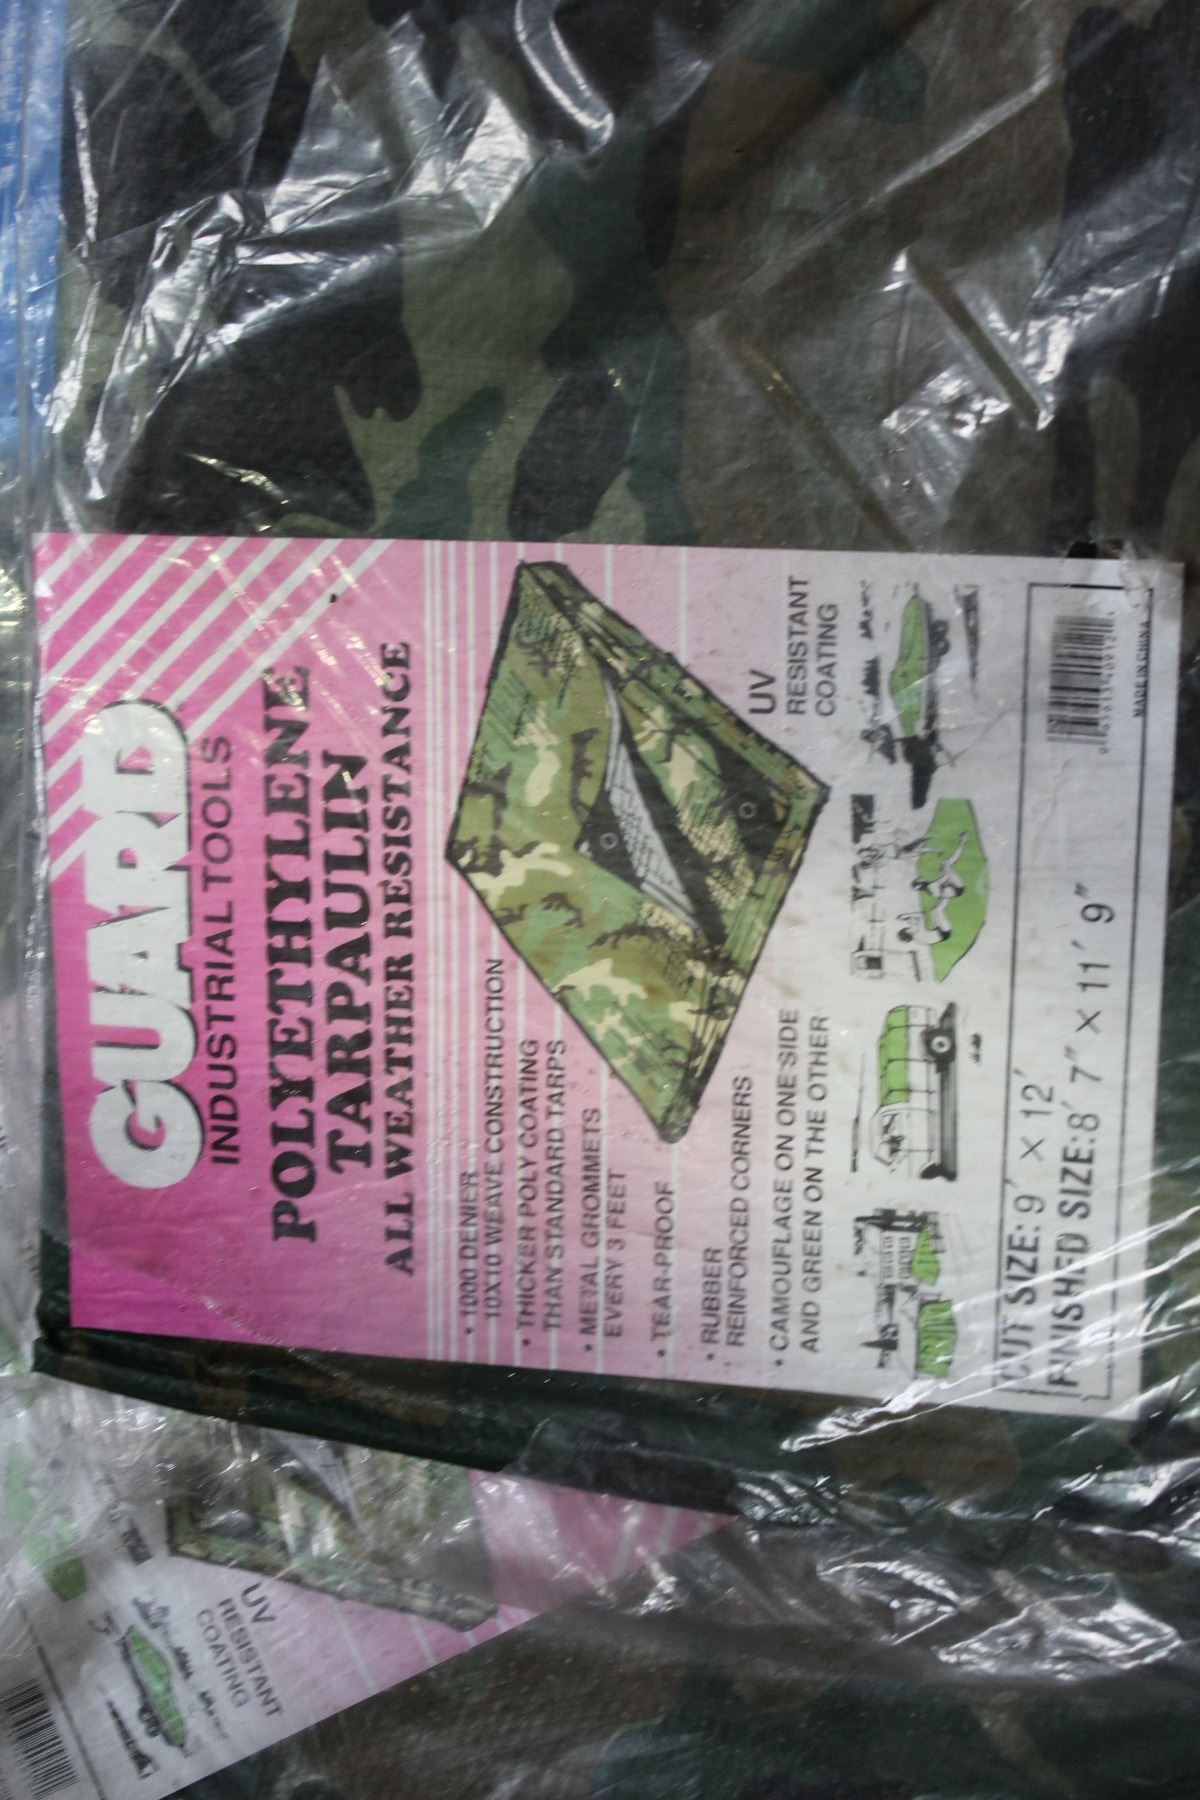 GUARD
INDUSTRIAL TOOLS
POLYETHYLENE
TARPAULIN
ALL WEATHER RESISTANCE
• 1000 DENIER
10X10 WEAVE CONSTRUCTION
• THICKER POLY COATING
THAN STANDARD TARPS
• METAL GROMMETS
EVERY 3 FEET
• TEAR-PROOF
• RUBBER
REINFORCED CORNERS
• CAMOUFLAGE ON ONE SIDE
AND GREEN ON THE OTHER
UV
RESISTANT
COATING
CUT SIZE: 9' × 12'
FINISHED SIZE: 8' 7" × 11' 9"
MADE IN CHINA
UV
RESISTANT
COATING